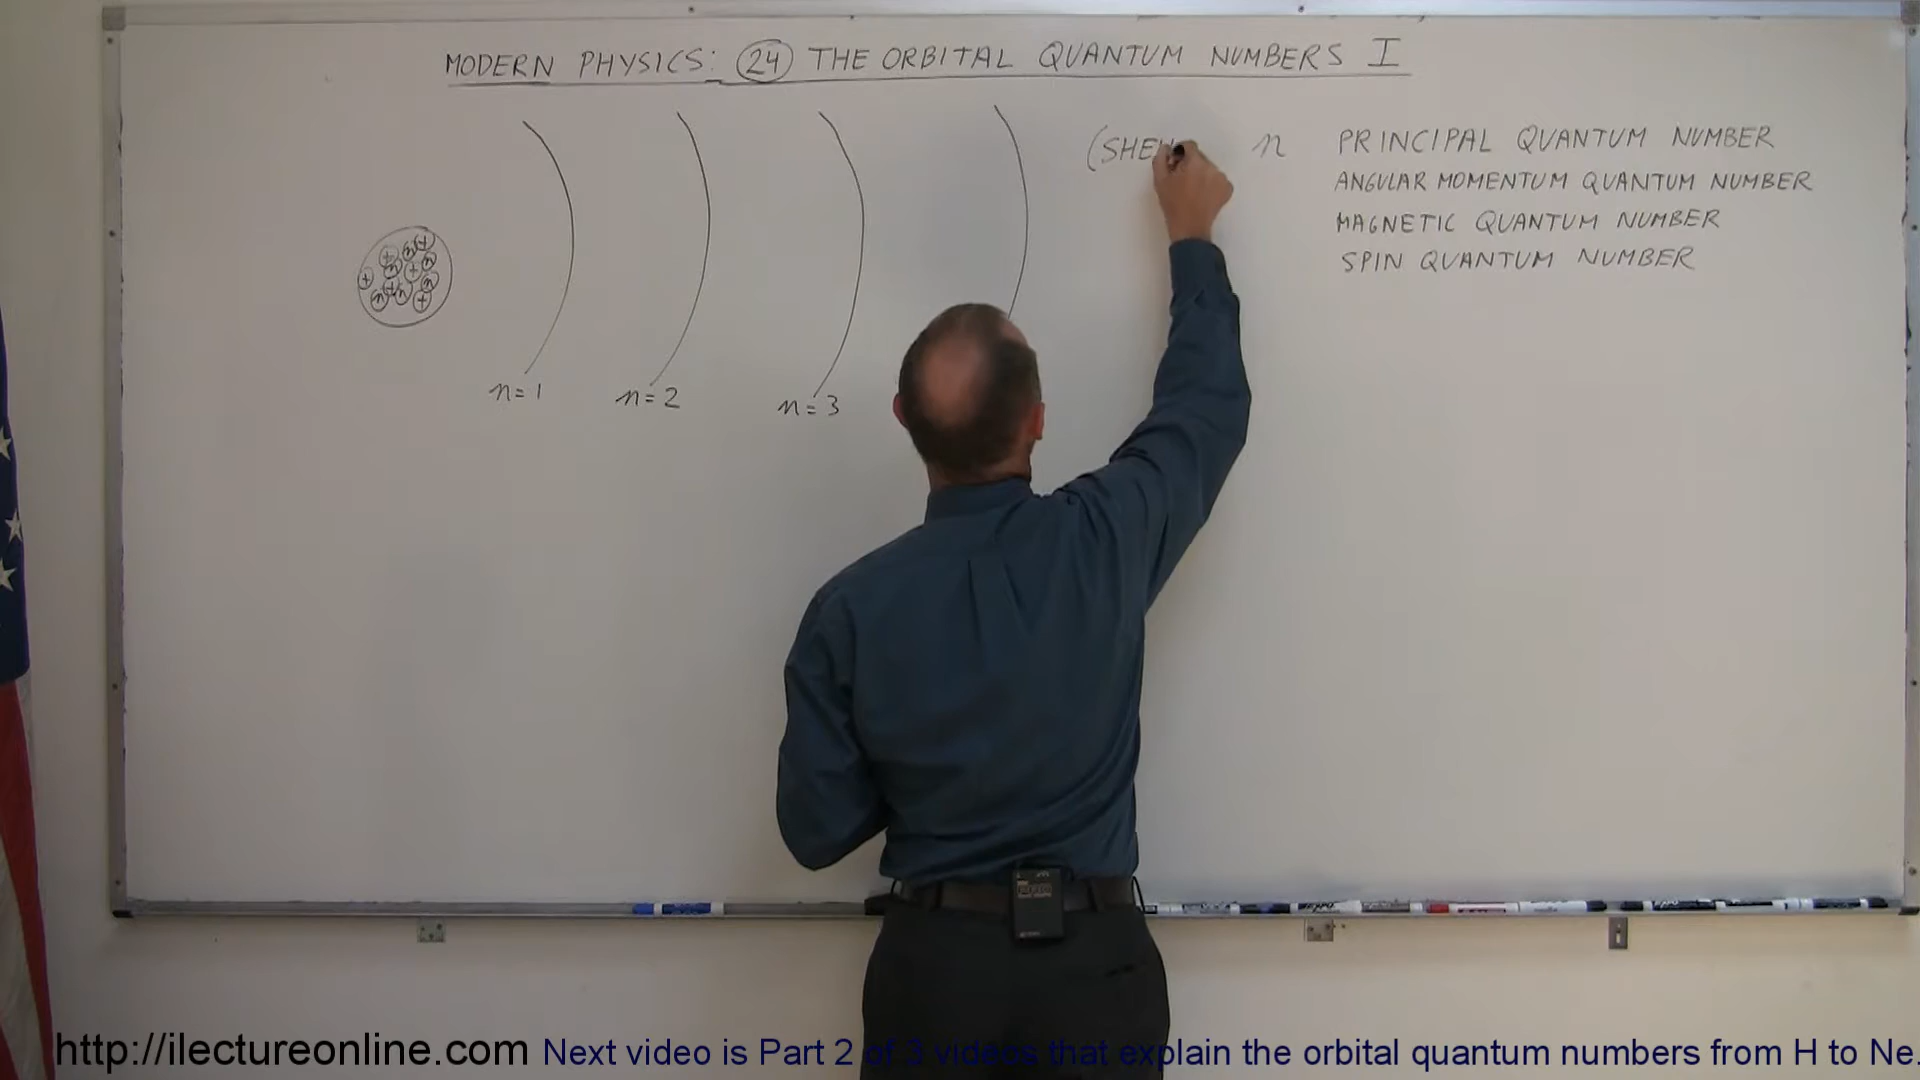 MODERN PHYSICS: 24 THE ORBITAL QUANTUM NUMBERS I
n PRINCIPAL QUANTUM NUMBER
ANGULAR MOMENTUM QUANTUM NUMBER
MAGNETIC QUANTUM NUMBER
SPIN QUANTUM NUMBER
n=1 n=2 n=3
http://ilectureonline.com Next video is Part 2 of 3 videos that explain the orbital quantum numbers from H to Ne.